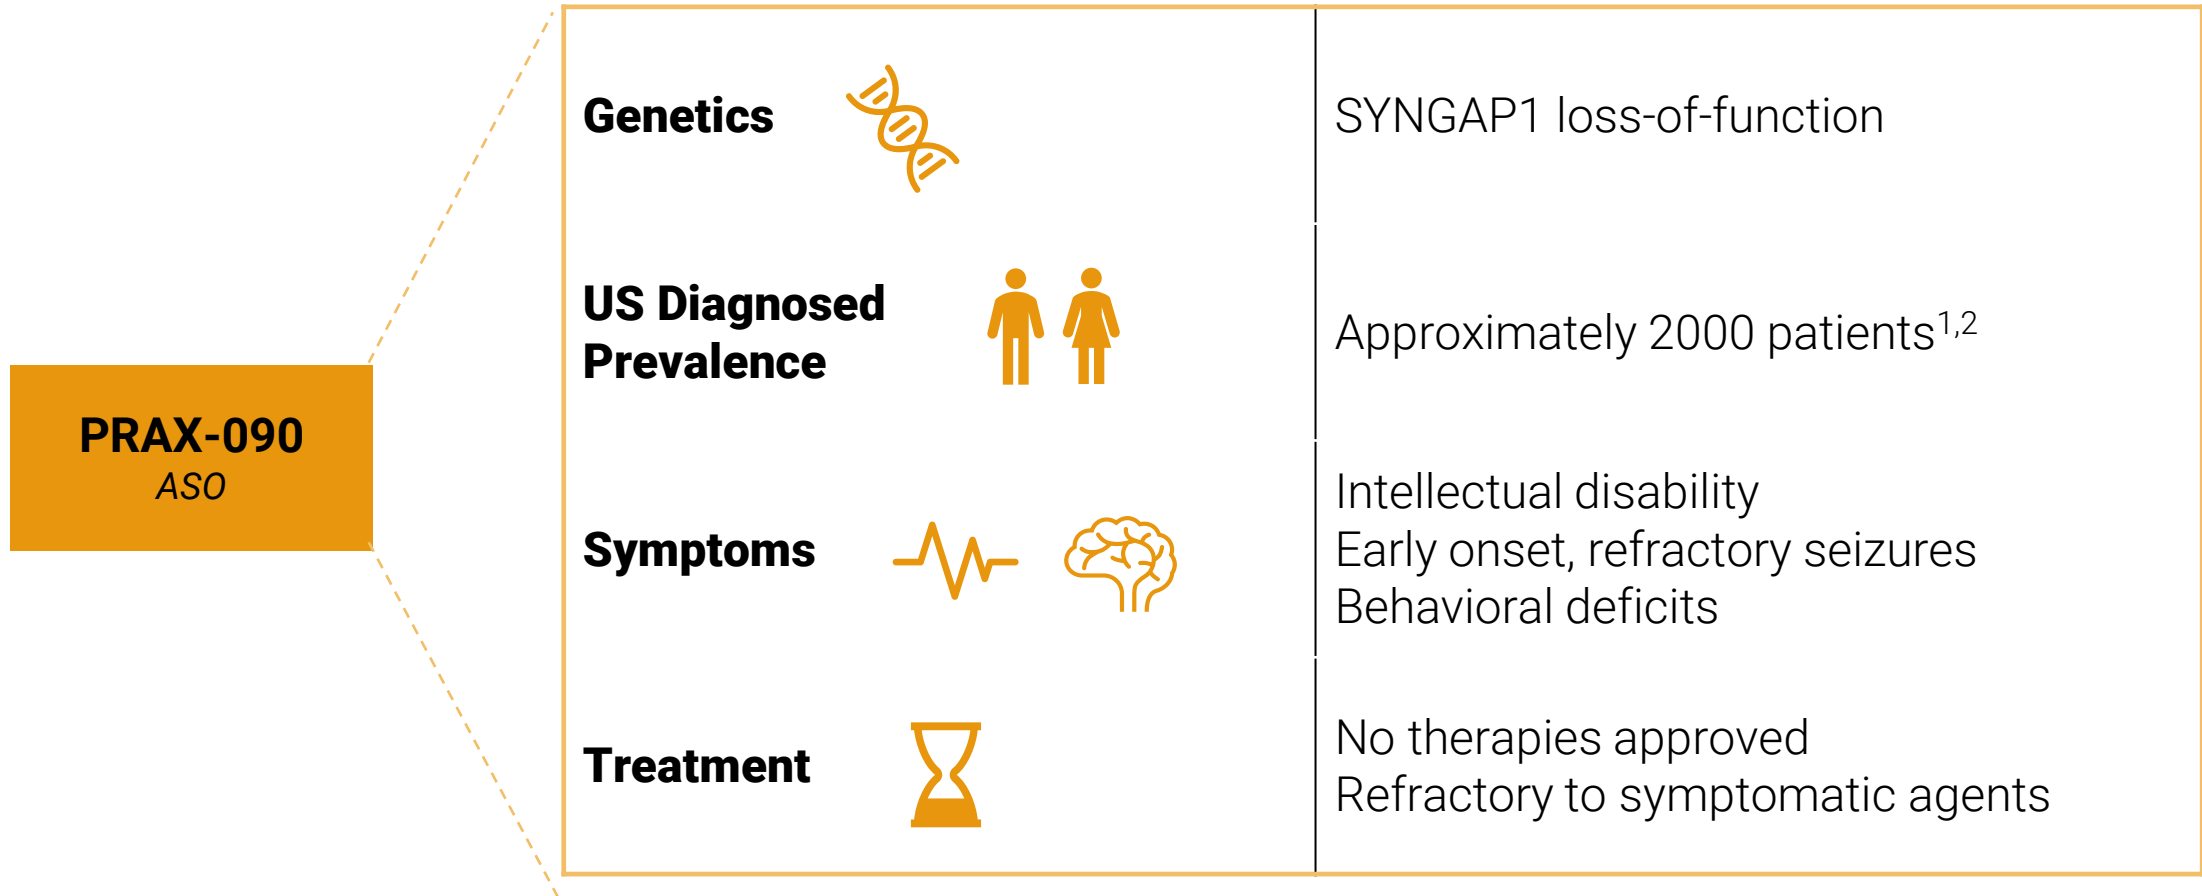 PRAX-090
ASO
Genetics
SYNGAP1 loss-of-function
US Diagnosed
Prevalence
Approximately 2000 patients1,2
Symptoms
Intellectual disability
Early onset, refractory seizures
Behavioral deficits
Treatment
No therapies approved
Refractory to symptomatic agents